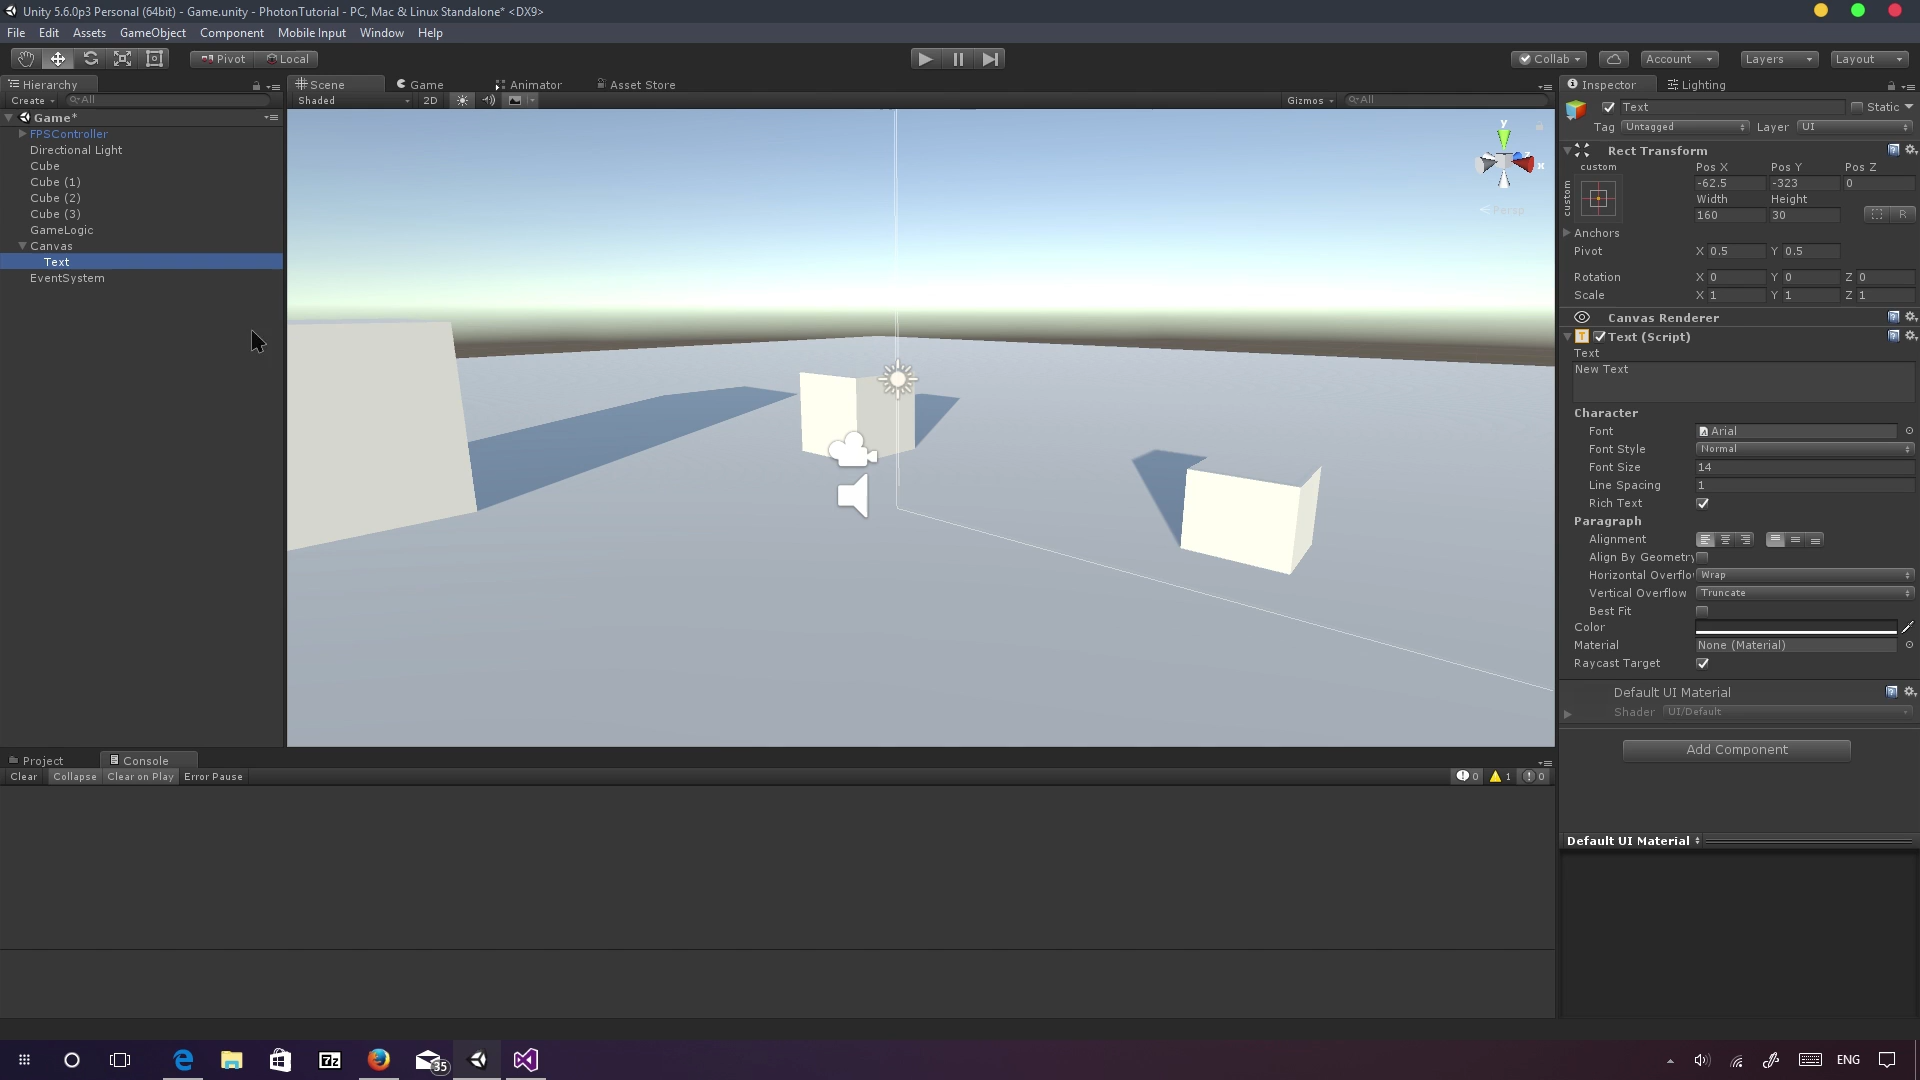 Unity 5.6.0p3 Personal (64bit) - Game.unity - PhotonTutorial - PC, Mac & Linux Standalone* <DX9>
File Edit Assets GameObject Component Mobile Input Window Help
Pivot Local Collab Account Layers Layout
Hierarchy Scene Game Animator Asset Store Inspector Lighting
Create All Shaded 2D Gizmos All
Game*
FPSController
Directional Light
Cube
Cube (1)
Cube (2)
Cube (3)
GameLogic
Canvas
Text
EventSystem
y
x
Persp
Text Static
Tag Untagged Layer UI
Rect Transform
custom Pos X Pos Y Pos Z
custom -62.5 -323 0
Width Height
160 30 R
Anchors
Pivot X 0.5 Y 0.5
Rotation X 0 Y 0 Z 0
Scale X 1 Y 1 Z 1
Canvas Renderer
T Text (Script)
Text
New Text
Character
Font Arial
Font Style Normal
Font Size 14
Line Spacing 1
Rich Text
Paragraph
Alignment
Align By Geometry
Horizontal Overflo Wrap
Vertical Overflow Truncate
Best Fit
Color
Material None (Material)
Raycast Target
Default UI Material
Shader UI/Default
Add Component
Default UI Material
Project Console
Clear Collapse Clear on Play Error Pause 0 1 0
7z 35 ENG